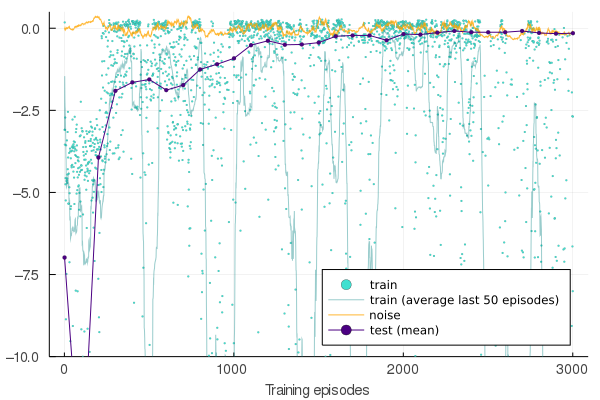 0.0
−2.5
−5.0
−7.5
−10.0
train
train (average last 50 episodes)
noise
test (mean)
0 1000 2000 3000
Training episodes